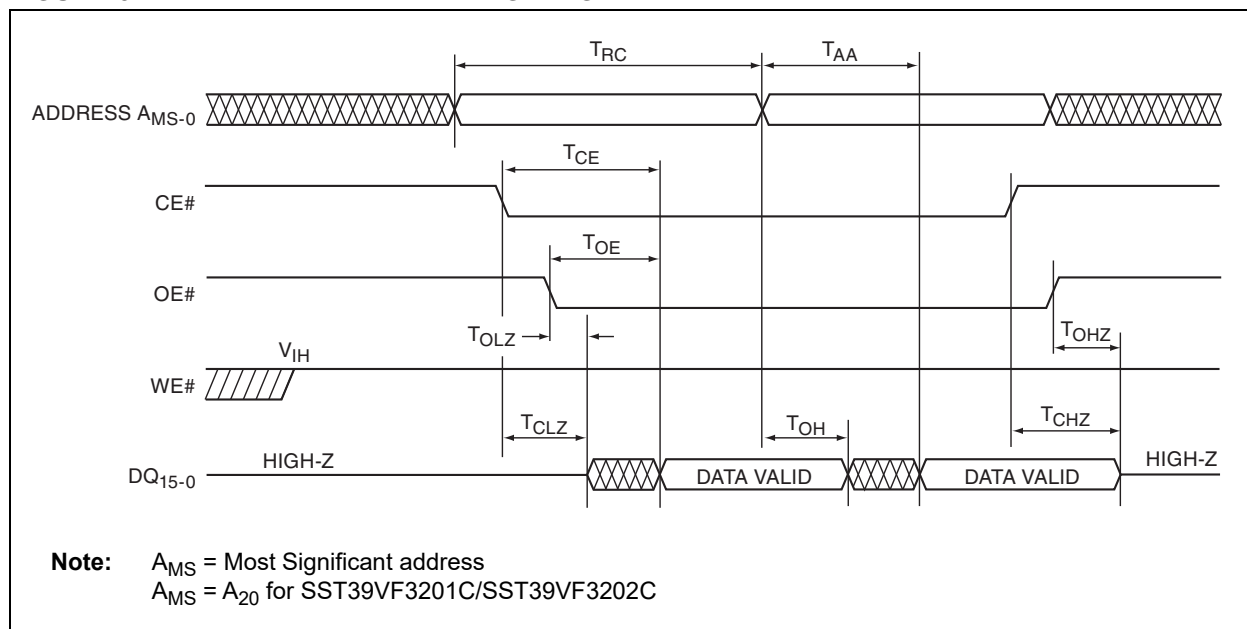 T_RC
T_AA
ADDRESS A_MS-0
T_CE
CE#
T_OE
OE#
T_OLZ
T_OHZ
V_IH
WE#
T_CLZ
T_OH
T_CHZ
HIGH-Z
HIGH-Z
DQ_15-0
DATA VALID
DATA VALID
Note: A_MS = Most Significant address
A_MS = A_20 for SST39VF3201C/SST39VF3202C